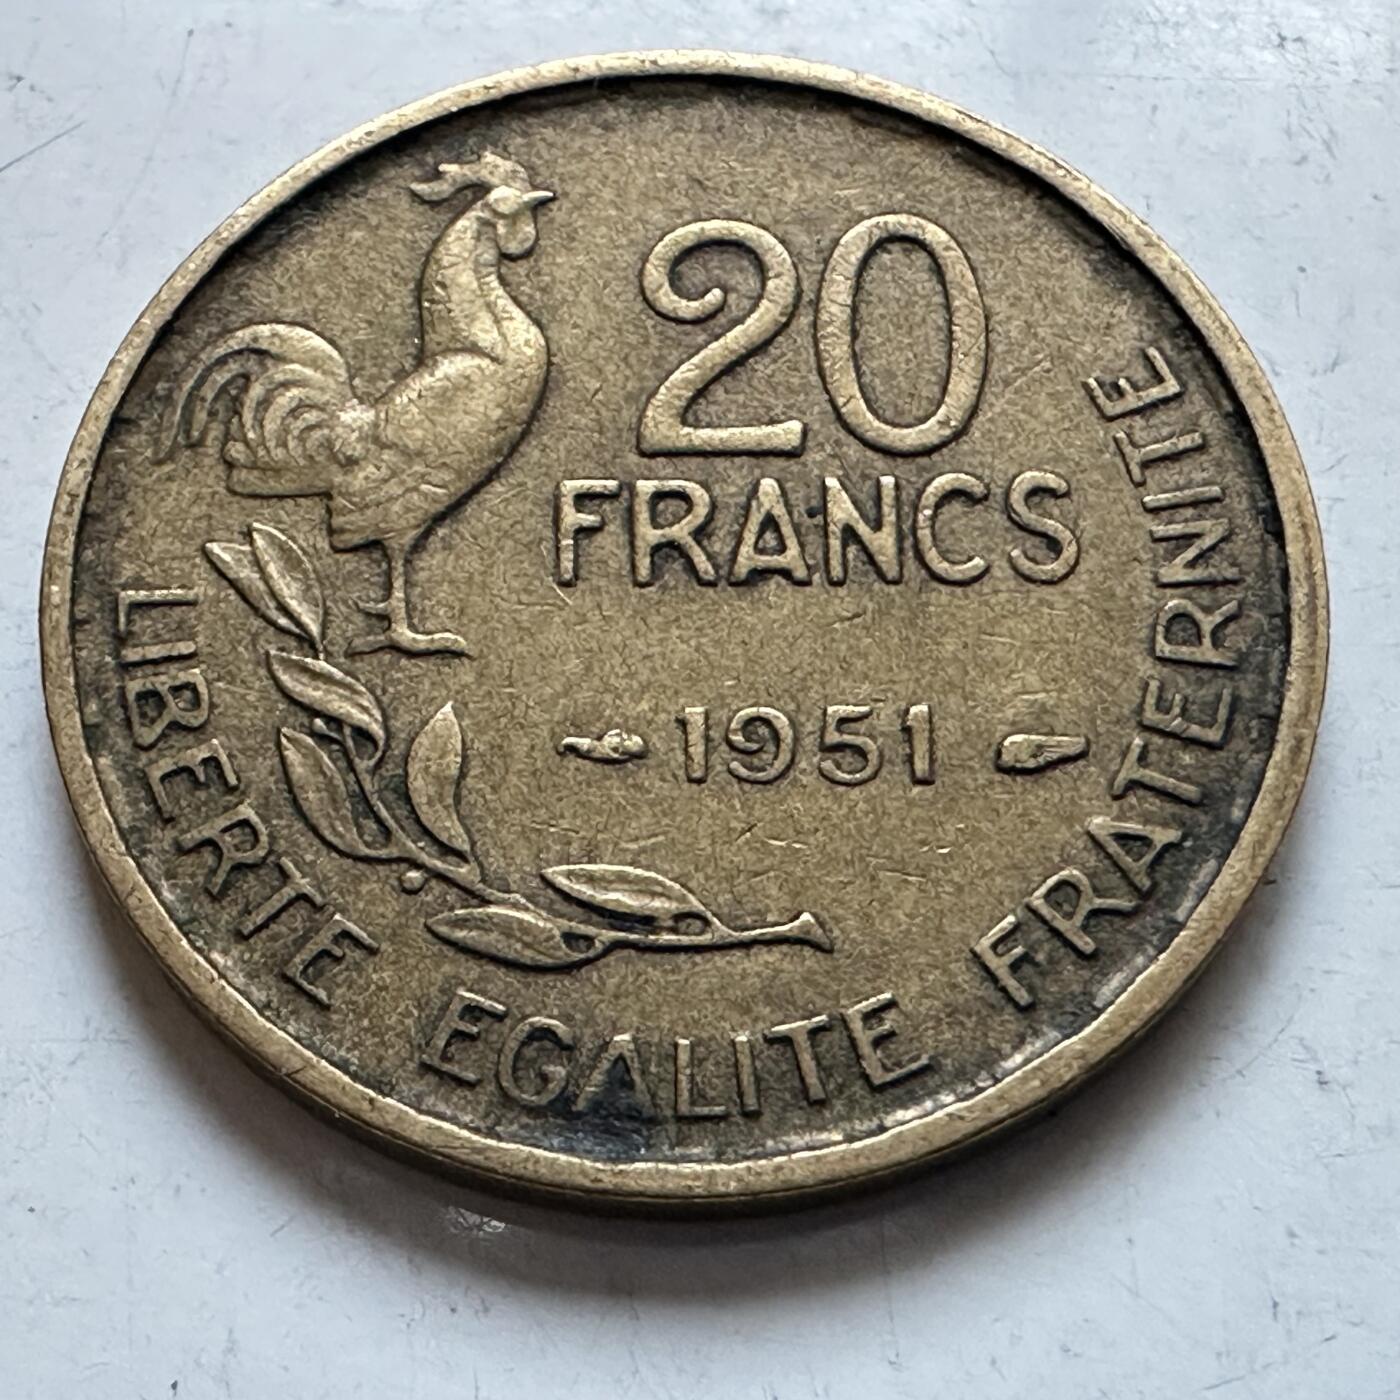 20
FRANCS
1951
LIBERTE EGALITE FRATERNITE